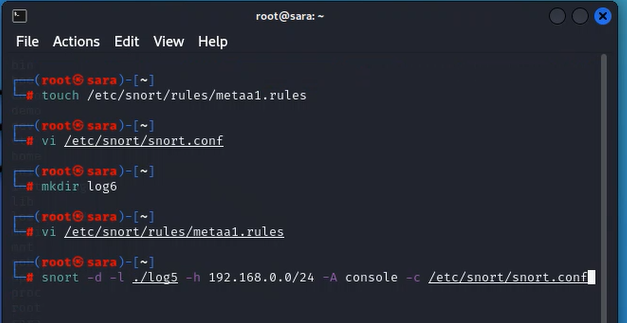 root@sara: ~
File Actions Edit View Help
┌──(root㉿sara)-[~]
└─# touch /etc/snort/rules/metaa1.rules
┌──(root㉿sara)-[~]
└─# vi /etc/snort/snort.conf
┌──(root㉿sara)-[~]
└─# mkdir log6
┌──(root㉿sara)-[~]
└─# vi /etc/snort/rules/metaa1.rules
┌──(root㉿sara)-[~]
└─# snort -d -l ./log5 -h 192.168.0.0/24 -A console -c /etc/snort/snort.conf